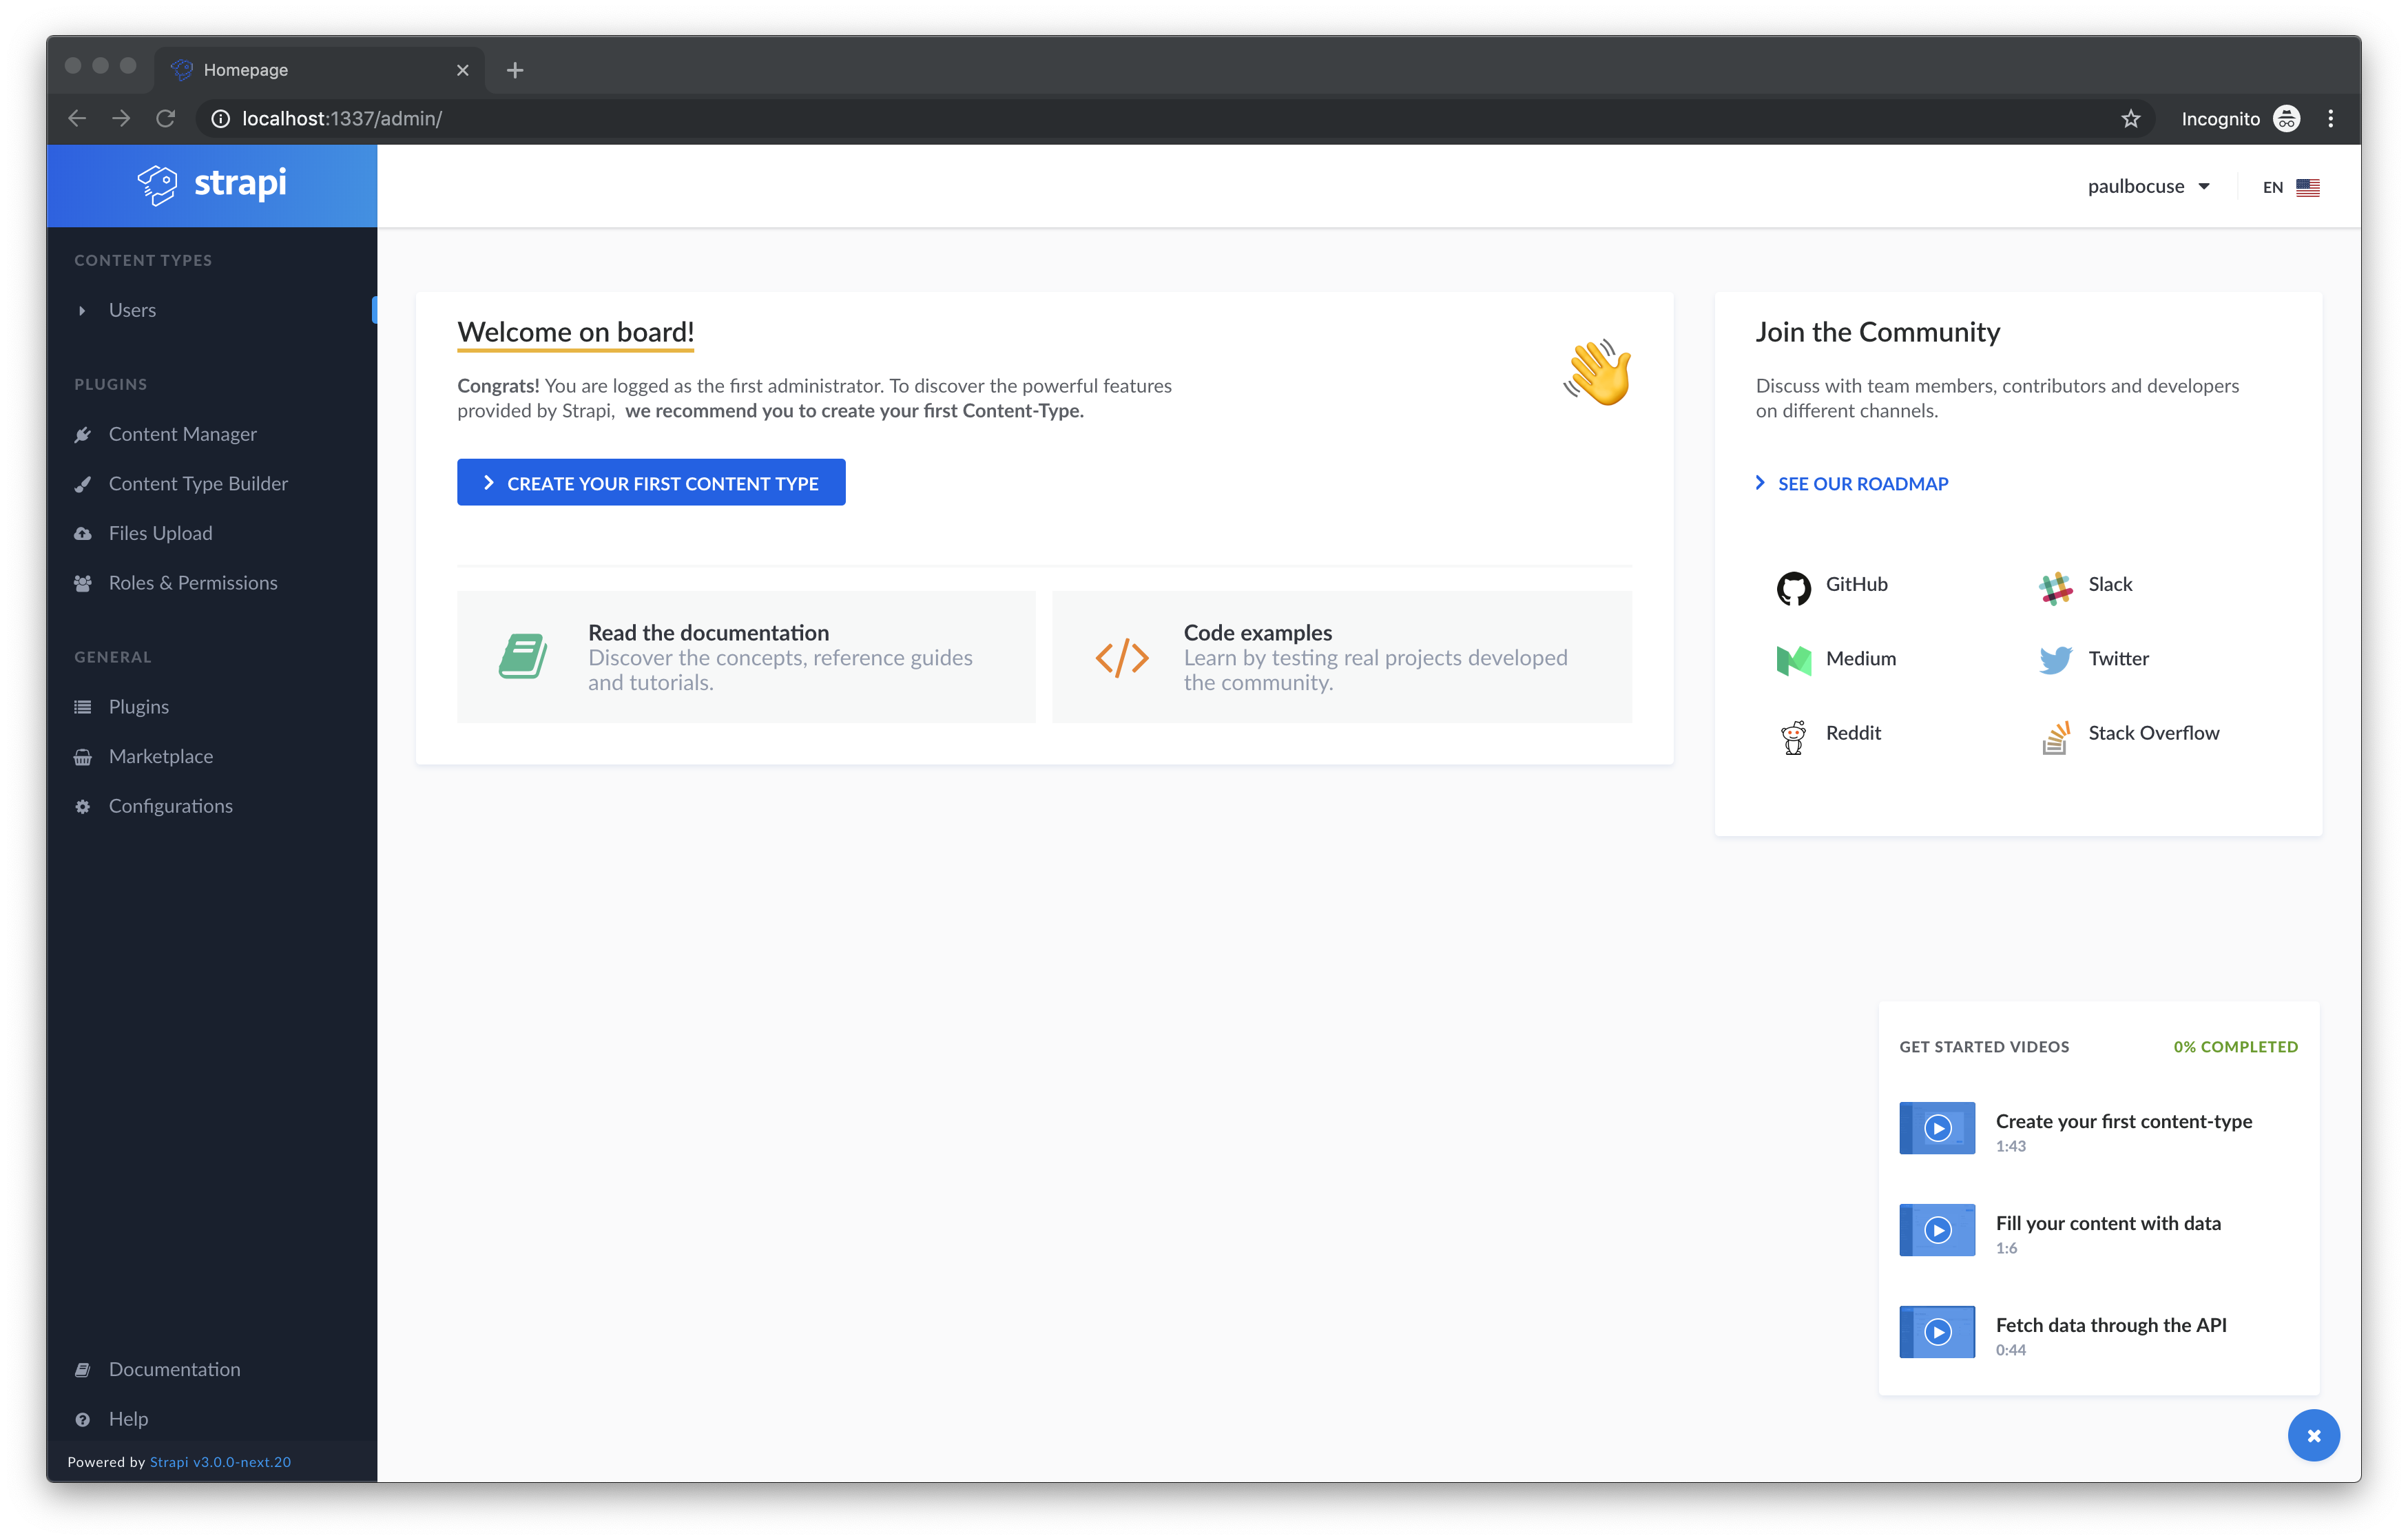 Homepage
localhost:1337/admin/
Incognito
strapi
paulbocuse
EN
CONTENT TYPES
Users
PLUGINS
Content Manager
Content Type Builder
Files Upload
Roles & Permissions
GENERAL
Plugins
Marketplace
Configurations
Documentation
Help
Powered by Strapi v3.0.0-next.20
Welcome on board!
Congrats! You are logged as the first administrator. To discover the powerful features
provided by Strapi, we recommend you to create your first Content-Type.
CREATE YOUR FIRST CONTENT TYPE
Read the documentation
Discover the concepts, reference guides
and tutorials.
Code examples
Learn by testing real projects developed
the community.
Join the Community
Discuss with team members, contributors and developers
on different channels.
SEE OUR ROADMAP
GitHub
Slack
Medium
Twitter
Reddit
Stack Overflow
GET STARTED VIDEOS
0% COMPLETED
Create your first content-type
1:43
Fill your content with data
1:6
Fetch data through the API
0:44